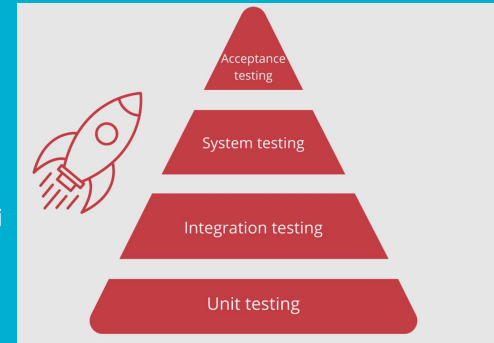 Acceptance
testing
System testing
Integration testing
Unit testing